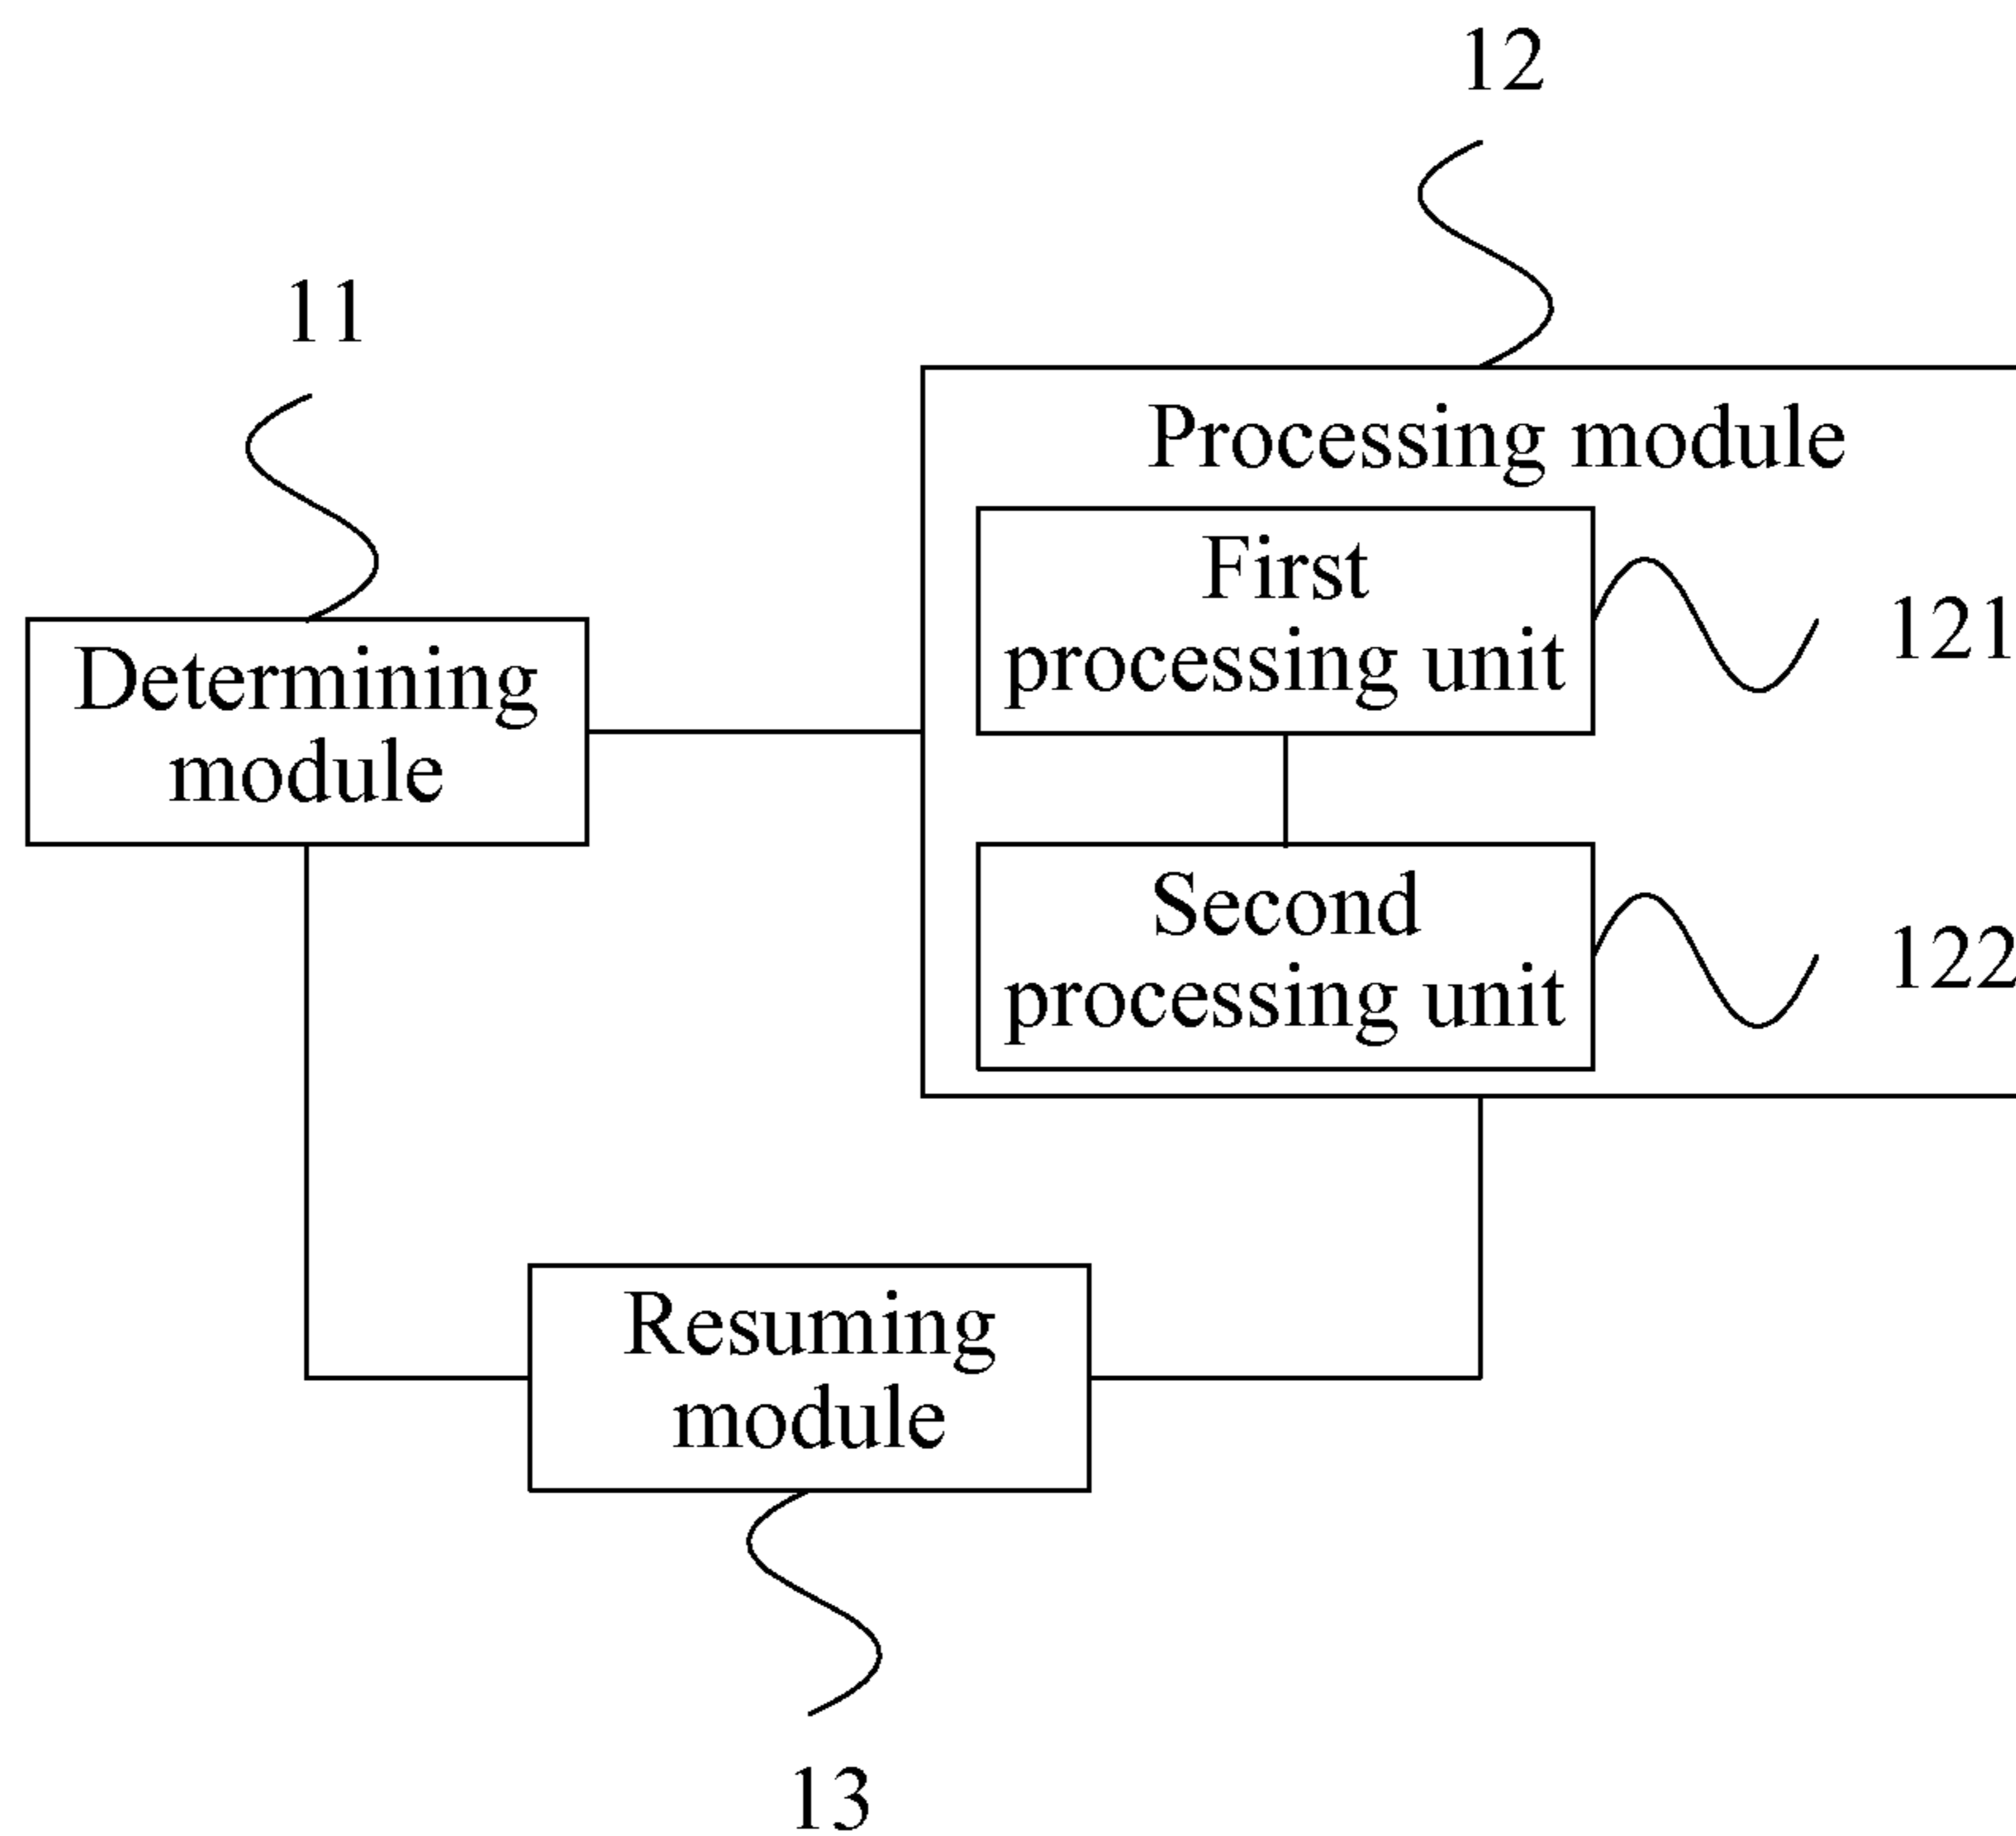 12
11
Processing module
First
processing unit
121
Determining
module
Second
processing unit
122
Resuming
module
13